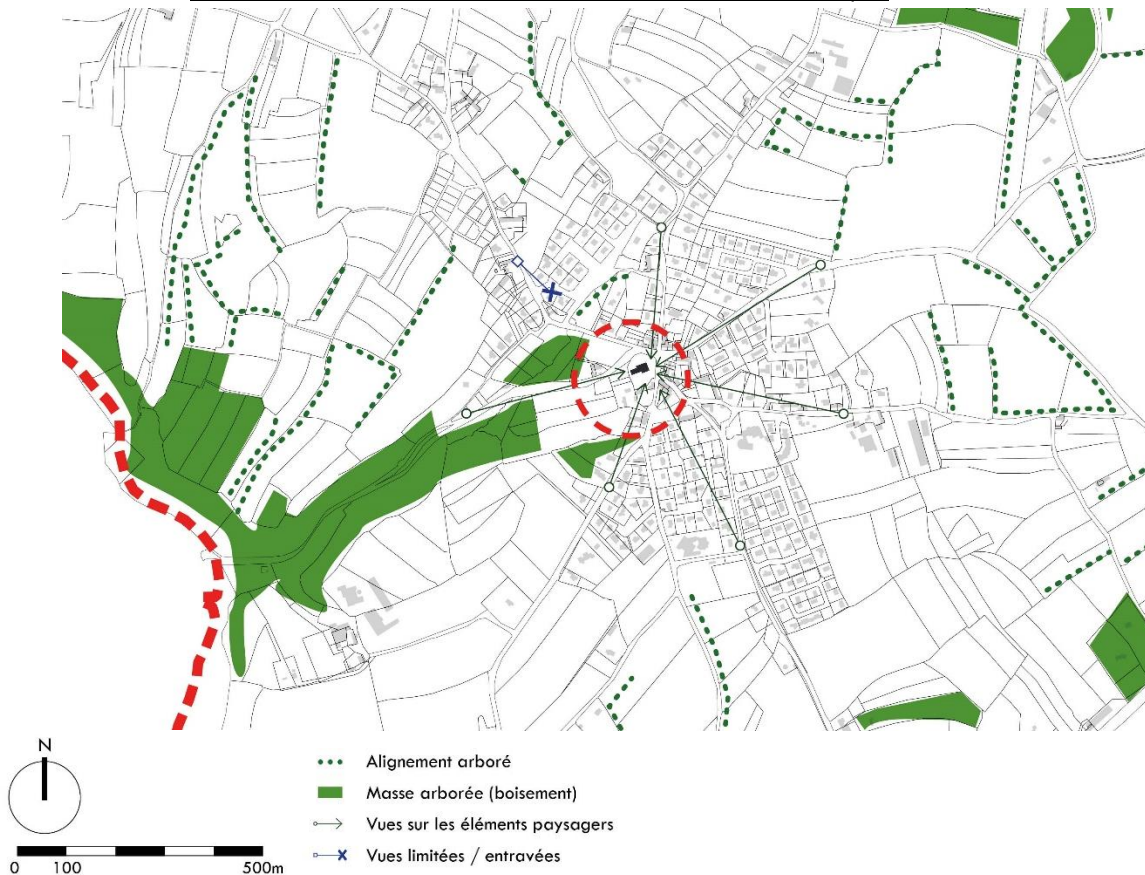 N
0 100 500m
Alignement arboré
Masse arborée (boisement)
Vues sur les éléments paysagers
Vues limitées / entravées